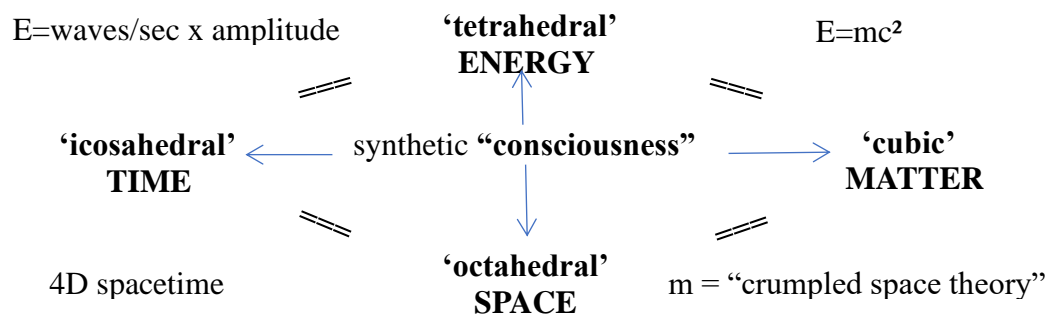 E=waves/sec x amplitude
‘tetrahedral’
ENERGY
E=mc²
‘icosahedral’
TIME
synthetic “consciousness”
‘cubic’
MATTER
4D spacetime
‘octahedral’
SPACE
m = “crumpled space theory”